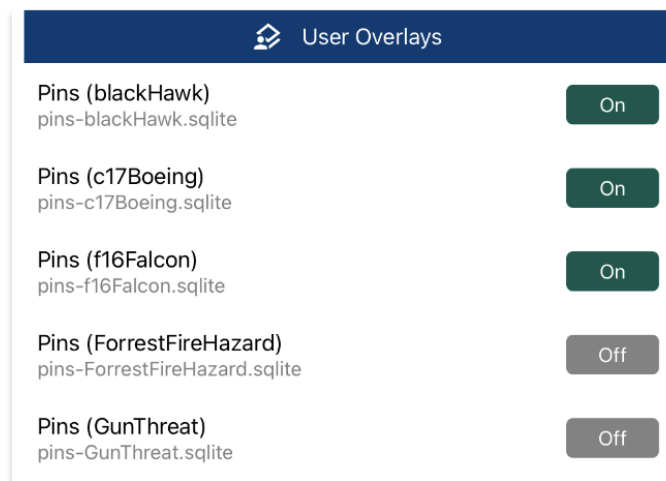 User Overlays
Pins (blackHawk)
pins-blackHawk.sqlite
On
Pins (c17Boeing)
pins-c17Boeing.sqlite
On
Pins (f16Falcon)
pins-f16Falcon.sqlite
On
Pins (ForrestFireHazard)
pins-ForrestFireHazard.sqlite
Off
Pins (GunThreat)
pins-GunThreat.sqlite
Off